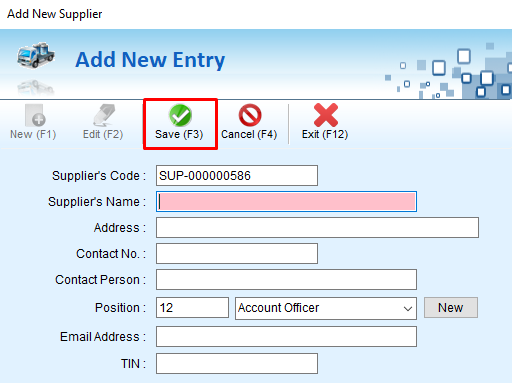 Add New Supplier
Add New Entry
New (F1) Edit (F2) Save (F3) Cancel (F4) Exit (F12)
Supplier's Code : SUP-000000586
Supplier's Name :
Address :
Contact No. :
Contact Person :
Position : 12 Account Officer New
Email Address :
TIN :